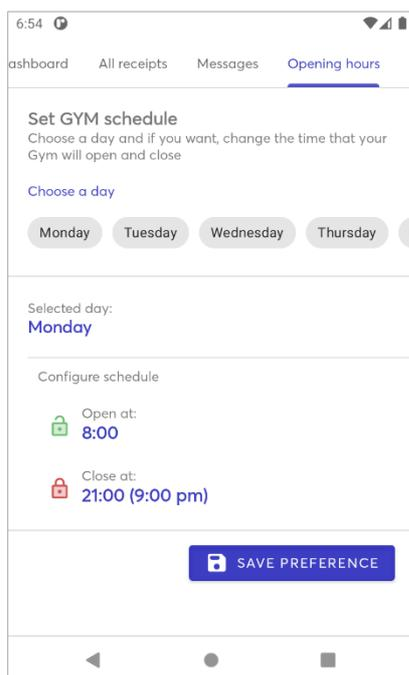 6:54
ashboard All receipts Messages Opening hours
Set GYM schedule
Choose a day and if you want, change the time that your
Gym will open and close
Choose a day
Monday Tuesday Wednesday Thursday
Selected day:
Monday
Configure schedule
Open at:
8:00
Close at:
21:00 (9:00 pm)
SAVE PREFERENCE